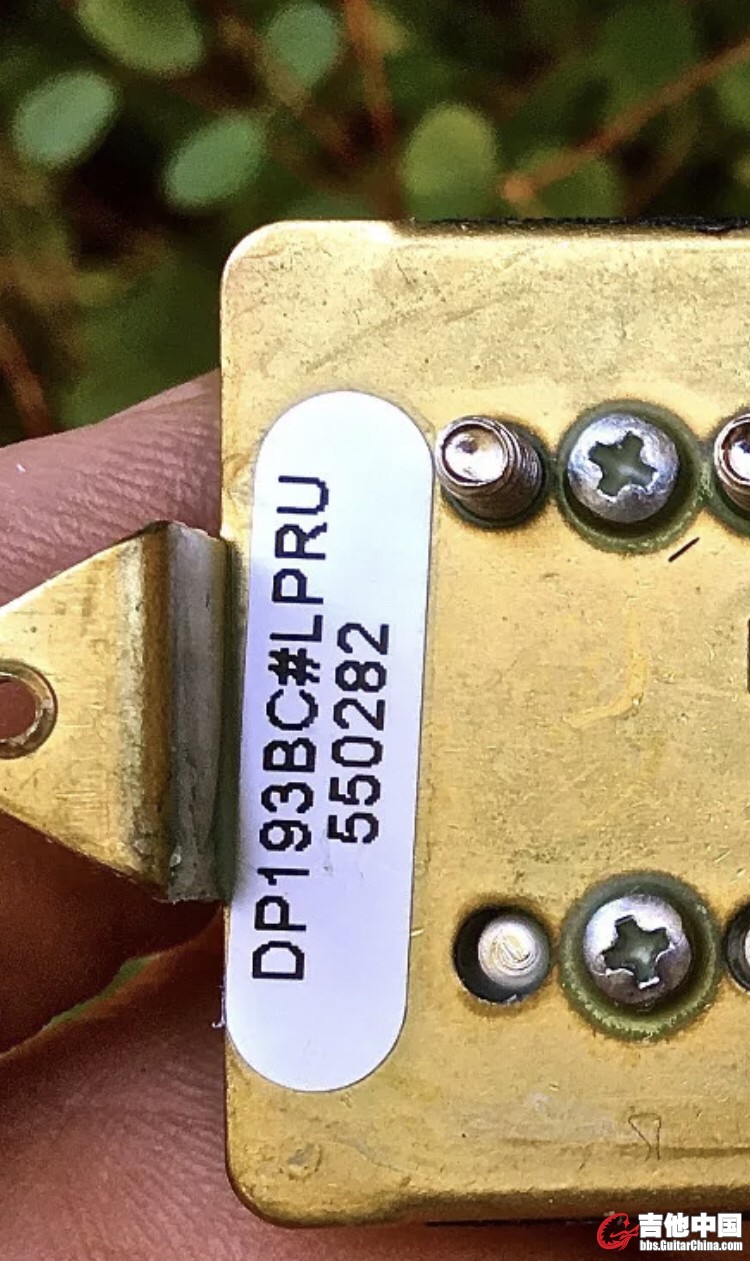 DP193BC#LPRU
550282
吉他中国
bbs.GuitarChina.com